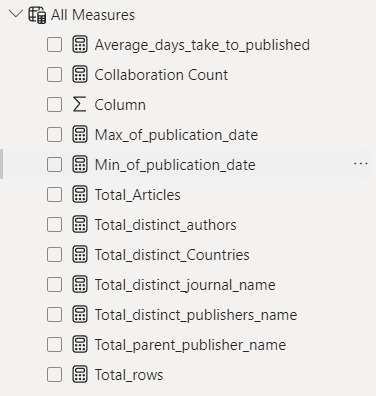 All Measures
Average_days_take_to_published
Collaboration Count
Column
Max_of_publication_date
Min_of_publication_date
Total_Articles
Total_distinct_authors
Total_distinct_Countries
Total_distinct_journal_name
Total_distinct_publishers_name
Total_parent_publisher_name
Total_rows